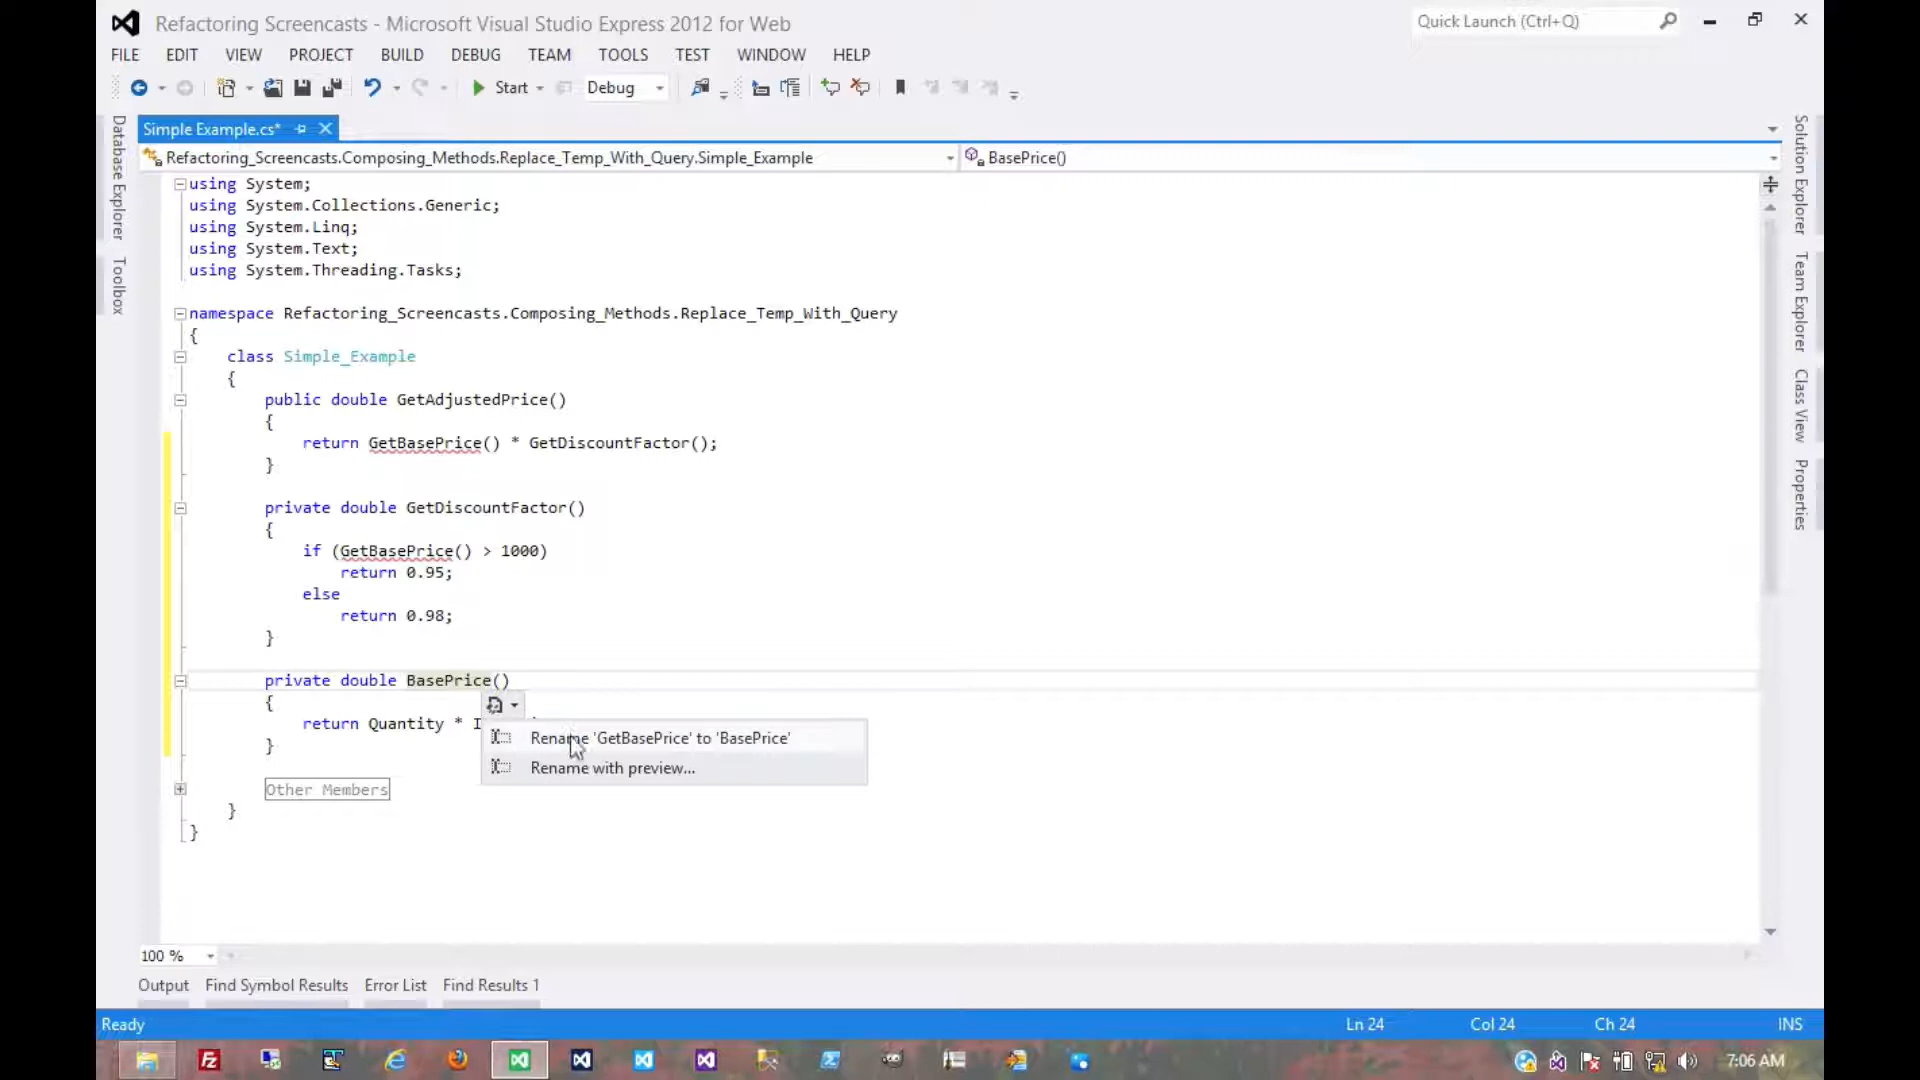 Refactoring Screencasts - Microsoft Visual Studio Express 2012 for Web
Quick Launch (Ctrl+Q)
FILE EDIT VIEW PROJECT BUILD DEBUG TEAM TOOLS TEST WINDOW HELP
Start Debug
Database Explorer
Toolbox
Simple Example.cs*
Refactoring_Screencasts.Composing_Methods.Replace_Temp_With_Query.Simple_Example
BasePrice()
using System;
using System.Collections.Generic;
using System.Linq;
using System.Text;
using System.Threading.Tasks;
namespace Refactoring_Screencasts.Composing_Methods.Replace_Temp_With_Query
{
class Simple_Example
{
public double GetAdjustedPrice()
{
return GetBasePrice() * GetDiscountFactor();
}
private double GetDiscountFactor()
{
if (GetBasePrice() > 1000)
return 0.95;
else
return 0.98;
}
private double BasePrice()
{
return Quantity * I
}
Rename 'GetBasePrice' to 'BasePrice'
Rename with preview...
Other Members
}
}
Solution Explorer
Team Explorer
Class View
Properties
100 %
Output Find Symbol Results Error List Find Results 1
Ready Ln 24 Col 24 Ch 24 INS
7:06 AM